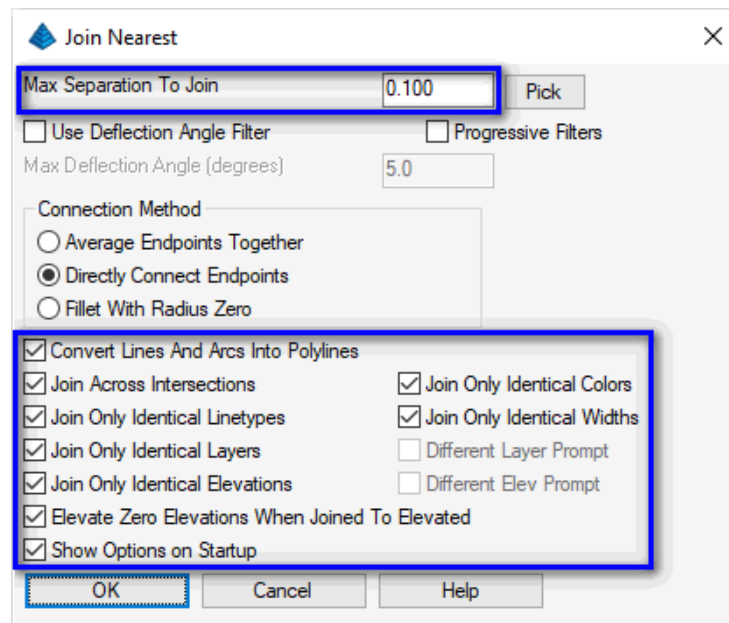 Join Nearest
Max Separation To Join 0.100 Pick
Use Deflection Angle Filter Progressive Filters
Max Deflection Angle (degrees) 5.0
Connection Method
Average Endpoints Together
Directly Connect Endpoints
Fillet With Radius Zero
Convert Lines And Arcs Into Polylines
Join Across Intersections Join Only Identical Colors
Join Only Identical Linetypes Join Only Identical Widths
Join Only Identical Layers Different Layer Prompt
Join Only Identical Elevations Different Elev Prompt
Elevate Zero Elevations When Joined To Elevated
Show Options on Startup
OK Cancel Help